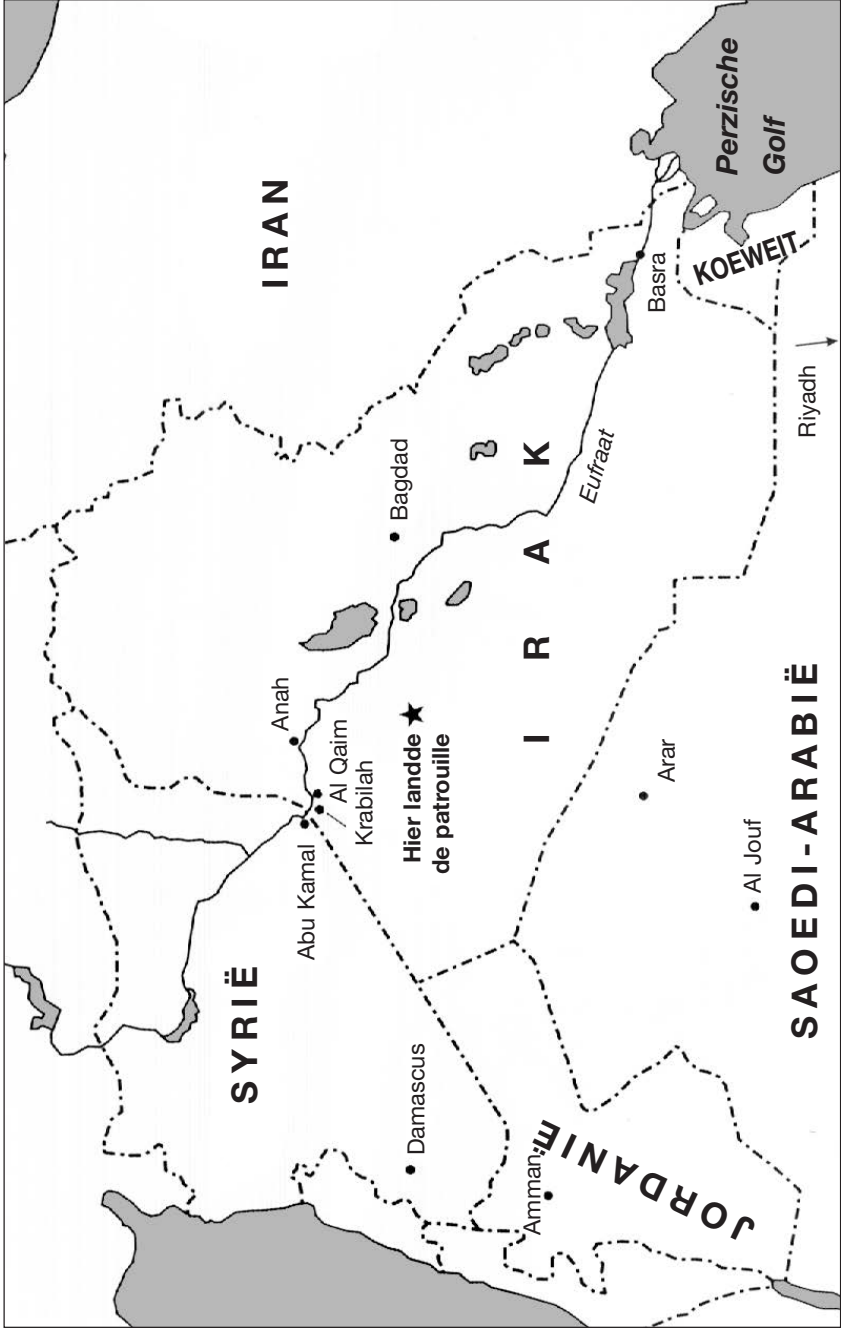 IRAN
SYRIË
Anah
Abu Kamal
Al Qaim
Krabilah
Bagdad
Hier landde
de patrouille
Damascus
IRAK
Eufraat
Amman
JORDANIË
Basra
Perzische
Golf
KOEWEIT
Arar
Al Jouf
SAOEDI-ARABIË
Riyadh